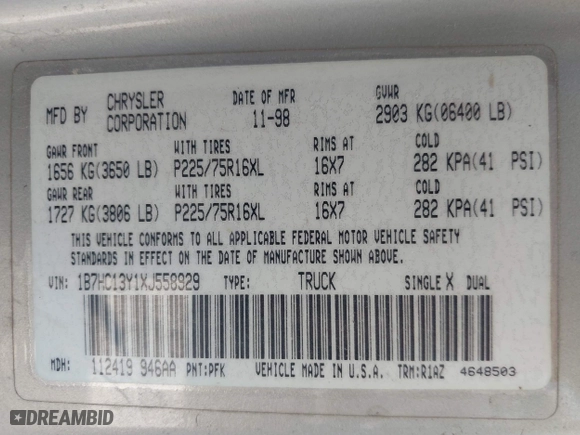 MFD BY CHRYSLER CORPORATION DATE OF MFR 11-98 GVWR 2903 KG(06400 LB)
GAWR FRONT WITH TIRES RIMS AT COLD
1656 KG(3650 LB) P225/75R16XL 16X7 282 KPA(41 PSI)
GAWR REAR WITH TIRES RIMS AT COLD
1727 KG(3806 LB) P225/75R16XL 16X7 282 KPA(41 PSI)
THIS VEHICLE CONFORMS TO ALL APPLICABLE FEDERAL MOTOR VEHICLE SAFETY
STANDARDS IN EFFECT ON THE DATE OF MANUFACTURE SHOWN ABOVE.
VIN: 1B7HC13Y1XJ558929 TYPE: TRUCK SINGLE X DUAL
MDH: 112419 946AA PNT:PFK VEHICLE MADE IN U.S.A. TRM:R1AZ 4648503
DREAMBID